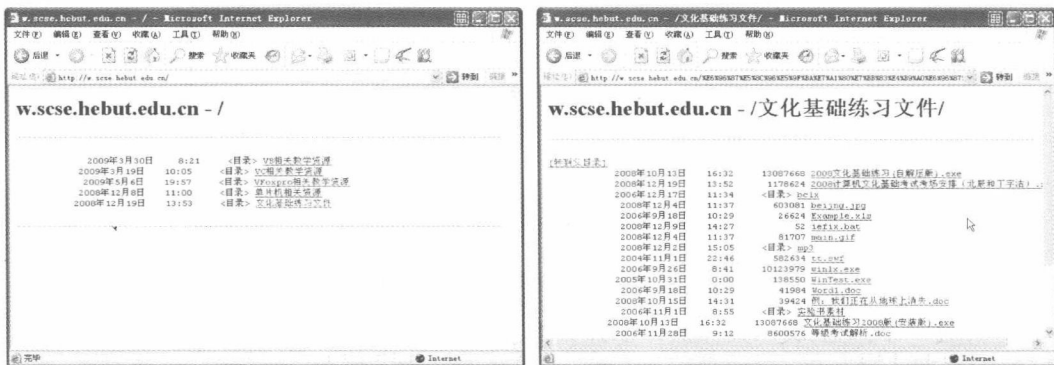 w.scse.hebut.edu.cn - / - Microsoft Internet Explorer
文件(F) 编辑(E) 查看(V) 收藏(A) 工具(T) 帮助(H)
后退 搜索 收藏夹
http://w.scse.hebut.edu.cn/ 转到
w.scse.hebut.edu.cn - /
2009年3月30日 8:21 <目录> VB相关教学资源
2009年3月19日 10:05 <目录> VC相关教学资源
2009年5月6日 19:57 <目录> VFoxpro相关教学资源
2008年12月8日 11:00 <目录> 单片机相关资源
2008年12月19日 13:53 <目录> 文化基础练习文件
完毕 Internet
w.scse.hebut.edu.cn - /文化基础练习文件/ - Microsoft Internet Explorer
文件(F) 编辑(E) 查看(V) 收藏(A) 工具(T) 帮助(H)
后退 搜索 收藏夹
转到
w.scse.hebut.edu.cn - /文化基础练习文件/
[转到父目录]
2008年10月13日 16:32 13087668 2008文化基础练习(自解压版).exe
2008年12月19日 13:52 1178624
2006年12月17日 11:34 <目录> beix
2008年12月4日 11:37 603081 beijng.jpg
2006年9月18日 10:29 26624 Example.xls
2008年12月9日 14:27 52 iefix.bat
2008年12月4日 11:37 81707 main.gif
2008年12月2日 15:05 <目录> mp3
2004年11月1日 22:46 582634 tt.swf
2006年9月26日 8:41 10123979 winlx.exe
2005年10月31日 0:00 138550 WinTest.exe
2006年9月18日 10:29 41984 Word1.doc
2008年10月15日 14:31 39424 例：我们正在从地球上消失.doc
2006年11月1日 8:55 <目录> 实验书素材
2008年10月13日 16:32 13087668 文化基础练习2008版(安装版).exe
2006年11月28日 9:12 8600576 等级考试解析.doc
Internet